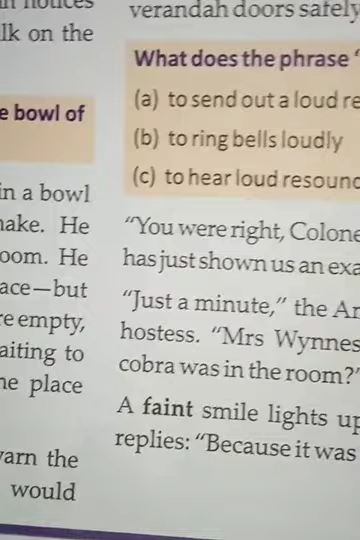 notices
lk on the
e bowl of
in a bowl
He
oom. He
ace—but
re empty,
aiting to
he place
arn the
would
verandah doors safely
What does the phrase '
(a) to send out a loud re
(b) to ring bells loudly
(c) to hear loud resound
"You were right, Colone
has just shown us an exa
"Just a minute," the Am
hostess. "Mrs Wynnes
cobra was in the room?"
A faint smile lights up
replies: "Because it was